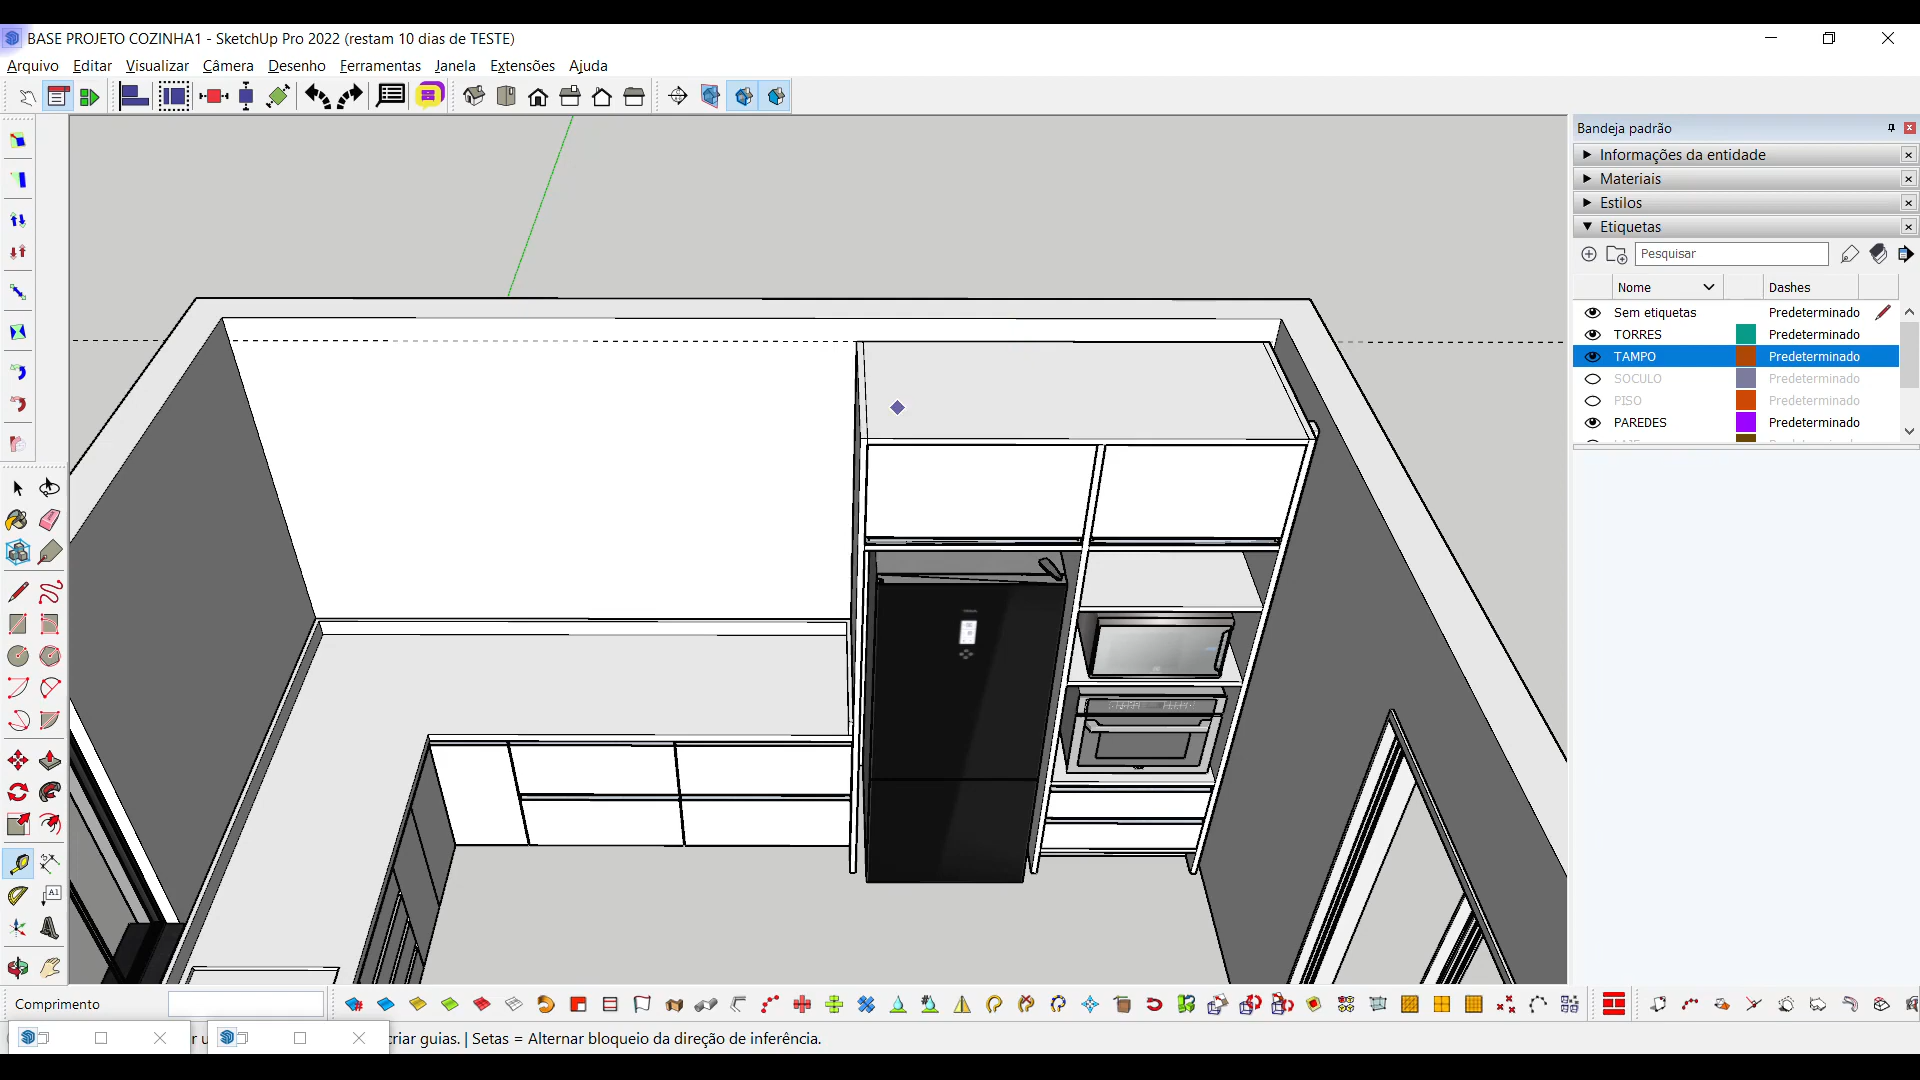 BASE PROJETO COZINHA1 - SketchUp Pro 2022 (restam 10 dias de TESTE)
Arquivo Editar Visualizar Câmera Desenho Ferramentas Janela Extensões Ajuda
Bandeja padrão
Informações da entidade
Materiais
Estilos
Etiquetas
Pesquisar
Nome Dashes
Sem etiquetas Predeterminado
TORRES Predeterminado
TAMPO Predeterminado
SOCULO Predeterminado
PISO Predeterminado
PAREDES Predeterminado
A1
Comprimento
criar guias. | Setas = Alternar bloqueio da direção de inferência.